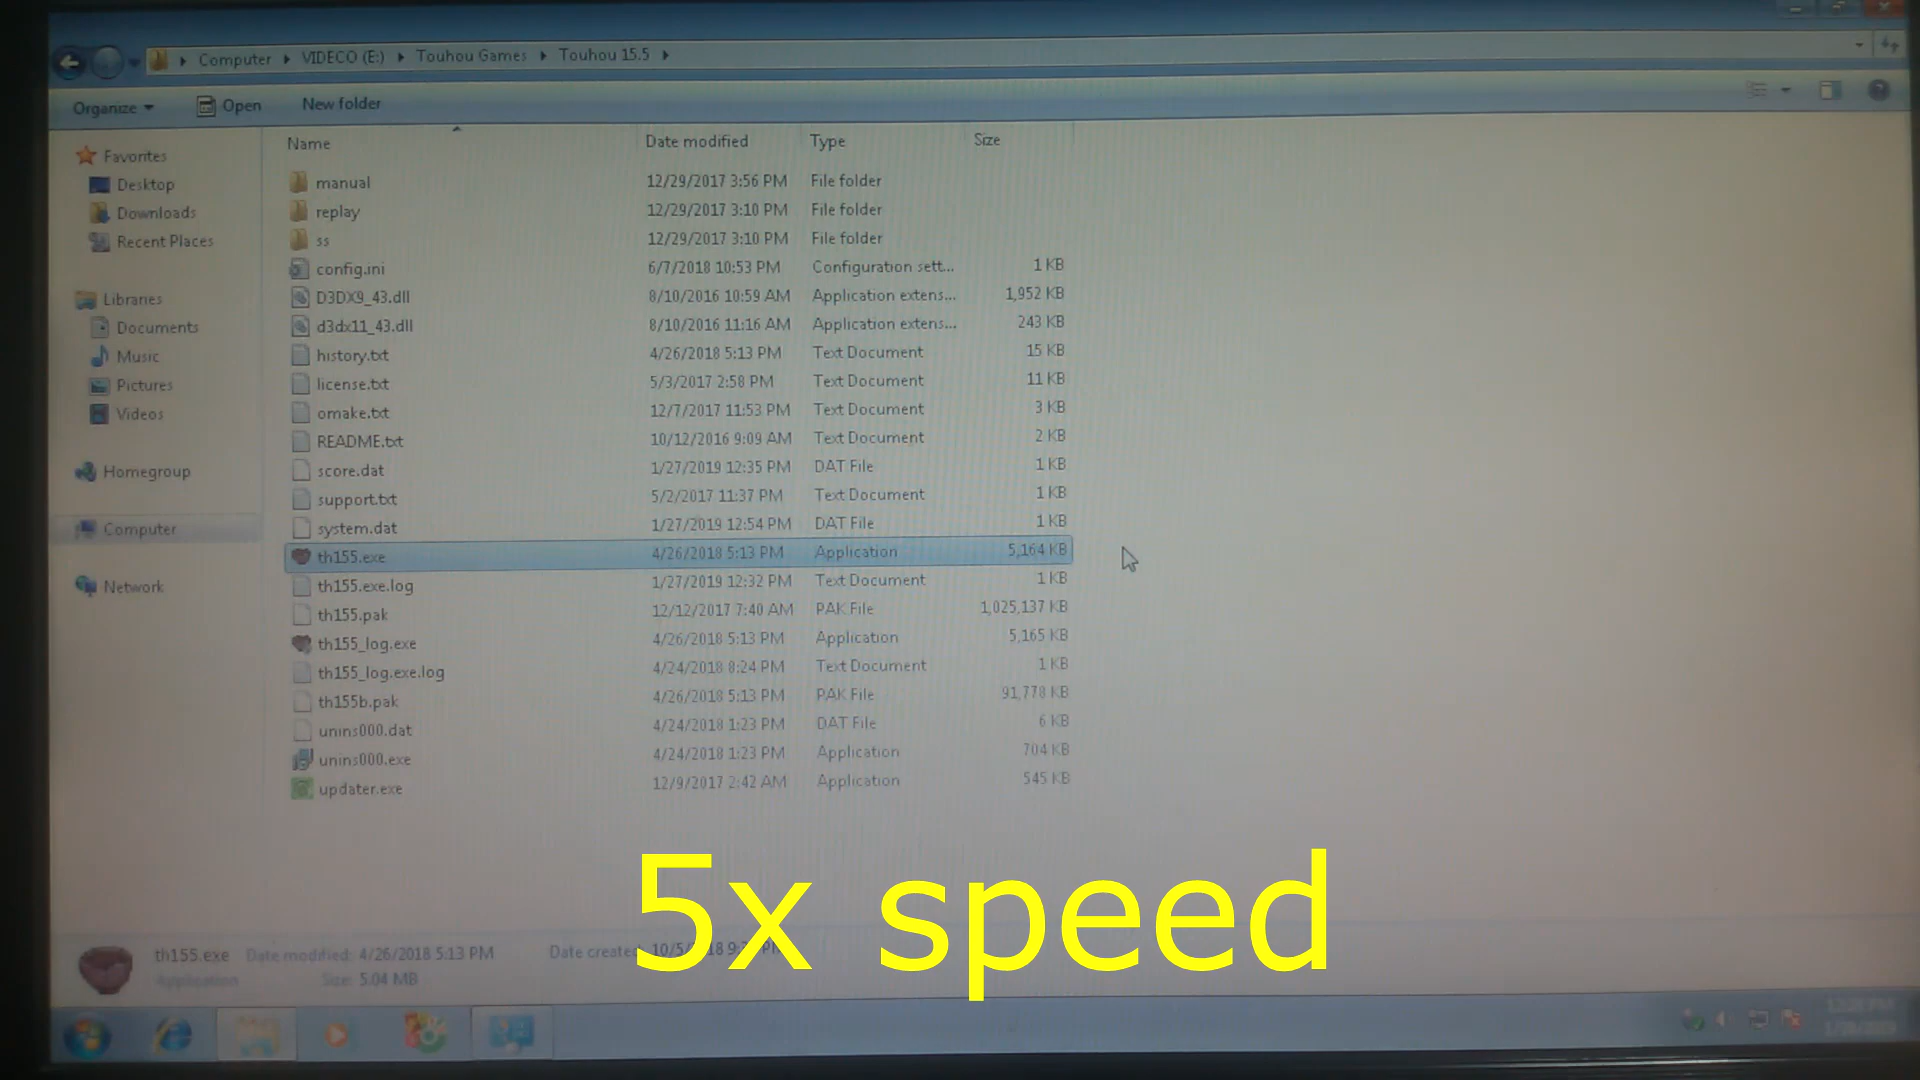 Computer ▸ VIDECO (E:) ▸ Touhou Games ▸ Touhou 15.5 ▸
Organize Open New folder
Name Date modified Type Size
Favorites
Desktop
Downloads
Recent Places
Libraries
Documents
Music
Pictures
Videos
Homegroup
Computer
Network
manual 12/29/2017 3:56 PM File folder
replay 12/29/2017 3:10 PM File folder
ss 12/29/2017 3:10 PM File folder
config.ini 6/7/2018 10:53 PM Configuration sett... 1 KB
D3DX9_43.dll 8/10/2016 10:59 AM Application extens... 1,952 KB
d3dx11_43.dll 8/10/2016 11:16 AM Application extens... 243 KB
history.txt 4/26/2018 5:13 PM Text Document 15 KB
license.txt 5/3/2017 2:58 PM Text Document 11 KB
omake.txt 12/7/2017 11:53 PM Text Document 3 KB
README.txt 10/12/2016 9:09 AM Text Document 2 KB
score.dat 1/27/2019 12:35 PM DAT File 1 KB
support.txt 5/2/2017 11:37 PM Text Document 1 KB
system.dat 1/27/2019 12:54 PM DAT File 1 KB
th155.exe 4/26/2018 5:13 PM Application 5,164 KB
th155.exe.log 1/27/2019 12:32 PM Text Document 1 KB
th155.pak 12/12/2017 7:40 AM PAK File 1,025,137 KB
th155_log.exe 4/26/2018 5:13 PM Application 5,165 KB
th155_log.exe.log 4/24/2018 8:24 PM Text Document 1 KB
th155b.pak 4/26/2018 5:13 PM PAK File 91,778 KB
unins000.dat 4/24/2018 1:23 PM DAT File 6 KB
unins000.exe 4/24/2018 1:23 PM Application 704 KB
updater.exe 12/9/2017 2:42 AM Application 545 KB
5x speed
th155.exe Date modified: 4/26/2018 5:13 PM Date created:
Application Size: 5.04 MB